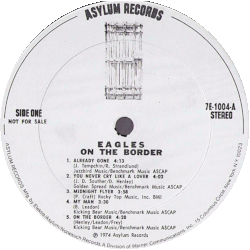 ASYLUM RECORDS
SIDE ONE
NOT FOR SALE
7E-1004-A
STEREO
EAGLES
ON THE BORDER
1. ALREADY GONE 4:13
(J. Tempchin/R. Strandlund)
Jazzbird Music/Benchmark Music ASCAP
2. YOU NEVER CRY LIKE A LOVER 4:02
(J. D. Souther/D. Henley)
Golden Spread Music/Benchmark Music ASCAP
3. MIDNIGHT FLYER 3:55
(P. Craft) Rocky Top Music, Inc. BMI
4. MY MAN 3:30
(B. Leadon)
Kicking Bear Music/Benchmark Music ASCAP
5. ON THE BORDER 4:28
(Henley/Leadon/Frey)
Kicking Bear Music/Benchmark Music ASCAP
℗ 1974 Asylum Records